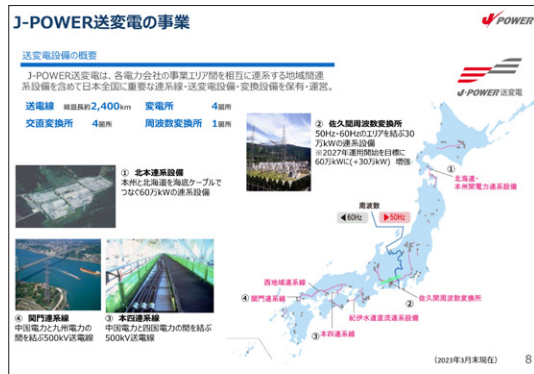 J-POWER送変電の事業
J POWER
送変電設備の概要
J-POWER送変電は、各電力会社の事業エリア間を相互に連系する地域間連
系設備を含めて日本全国に重要な連系線・送変電設備・変換設備を保有・運営。
J-POWER 送変電
送電線 総亘長約2,400km 変電所 4箇所
交直変換所 4箇所 周波数変換所 1箇所
② 佐久間周波数変換所
50Hz・60Hzのエリアを結ぶ30
万kWの連系設備
※2027年運用開始を目標に
60万kWに(+30万kW) 増強
① 北本連系設備
本州と北海道を海底ケーブルで
つなぐ60万kWの連系設備
①
北海道・
本州間電力連系設備
周波数
◀60Hz ▶50Hz
西地域連系線
④ 関門連系線
② 佐久間周波数変換所
紀伊水道直流連系設備
③ 本四連系線
④ 関門連系線
中国電力と九州電力の
間を結ぶ500kV送電線
③ 本四連系線
中国電力と四国電力の間を結ぶ
500kV送電線
(2023年3月末現在)
8